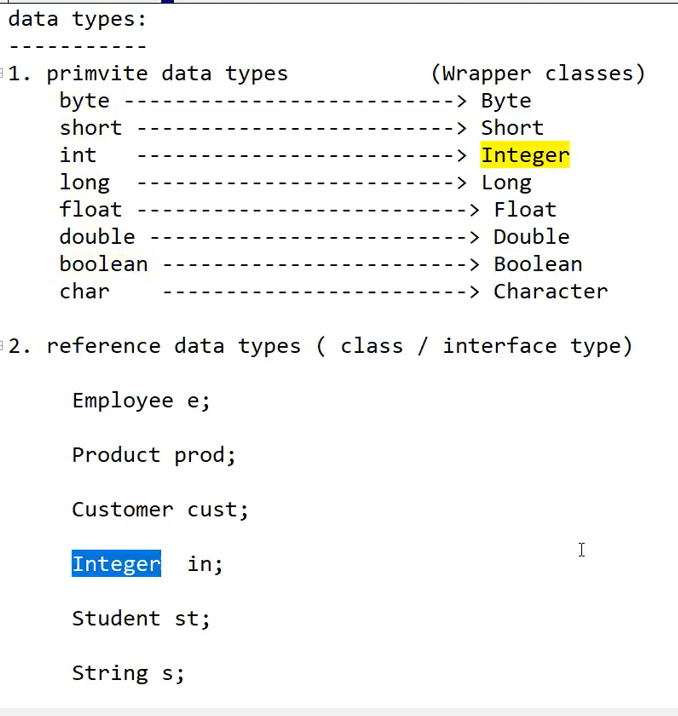 data types:
-----------
1. primvite data types (Wrapper classes)
byte --------------------------> Byte
short -------------------------> Short
int -------------------------> Integer
long -------------------------> Long
float --------------------------> Float
double -------------------------> Double
boolean ------------------------> Boolean
char ------------------------> Character
2. reference data types ( class / interface type)
Employee e;
Product prod;
Customer cust;
Integer in;
Student st;
String s;